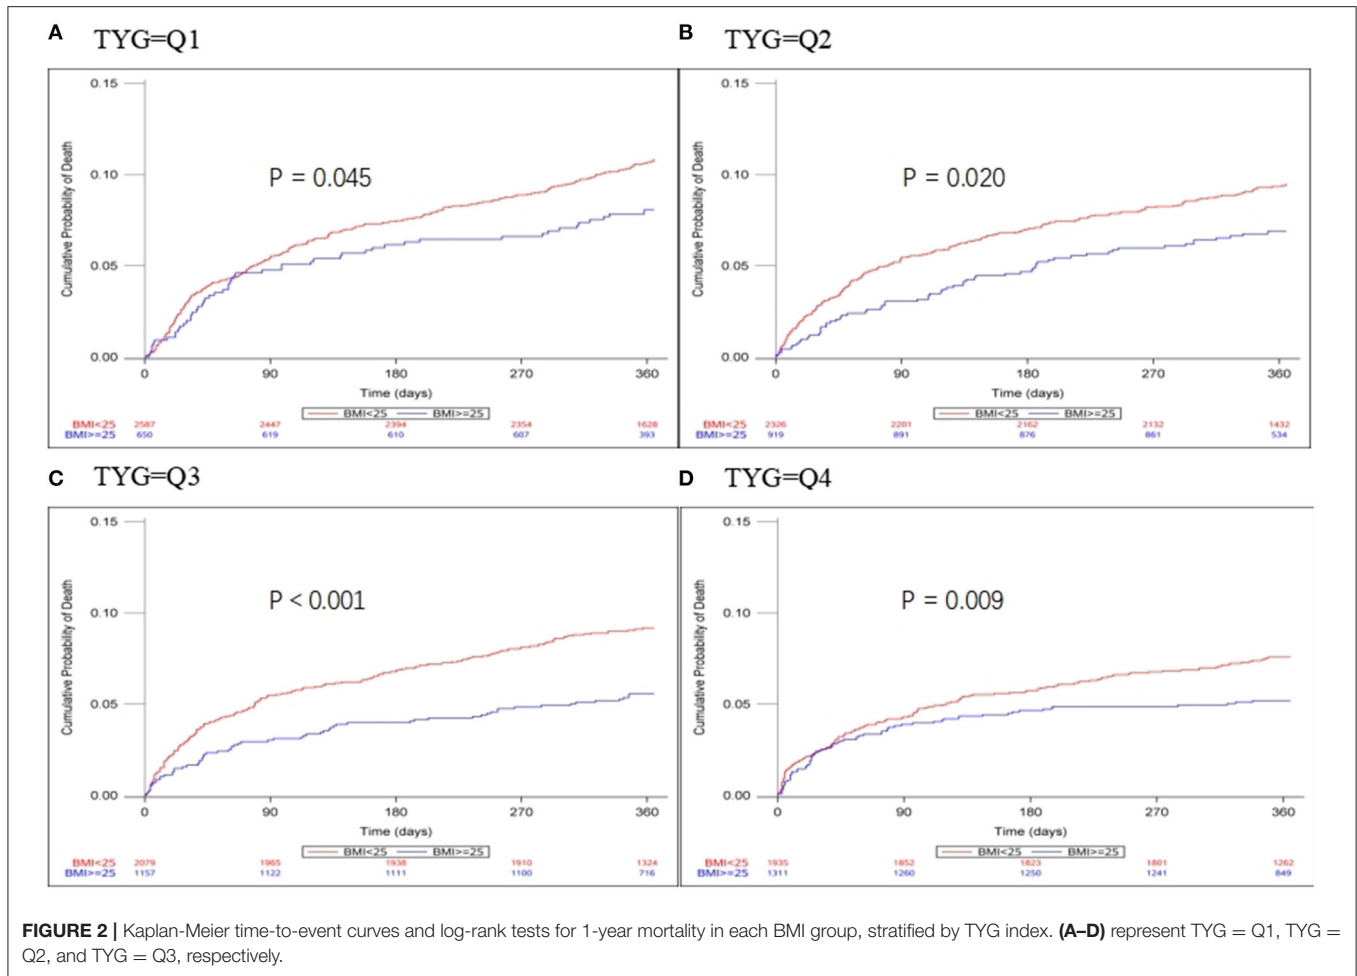 A TYG=Q1
0.15
0.10
0.05
0.00
Cumulative Probability of Death
P = 0.045
0 90 180 270 360
Time (days)
BMI<25 BMI>=25
BMI<25 2587 2447 2394 2354 1628
BMI>=25 650 619 610 607 393
B TYG=Q2
0.15
0.10
0.05
0.00
Cumulative Probability of Death
P = 0.020
0 90 180 270 360
Time (days)
BMI<25 BMI>=25
BMI<25 2326 2201 2162 2132 1432
BMI>=25 919 891 876 861 534
C TYG=Q3
0.15
0.10
0.05
0.00
Cumulative Probability of Death
P < 0.001
0 90 180 270 360
Time (days)
BMI<25 BMI>=25
BMI<25 2079 1965 1938 1910 1324
BMI>=25 1157 1122 1111 1100 716
D TYG=Q4
0.15
0.10
0.05
0.00
Cumulative Probability of Death
P = 0.009
0 90 180 270 360
Time (days)
BMI<25 BMI>=25
BMI<25 1935 1852 1823 1801 1262
BMI>=25 1311 1260 1250 1241 849
FIGURE 2 | Kaplan-Meier time-to-event curves and log-rank tests for 1-year mortality in each BMI group, stratified by TYG index. (A–D) represent TYG = Q1, TYG =
Q2, and TYG = Q3, respectively.